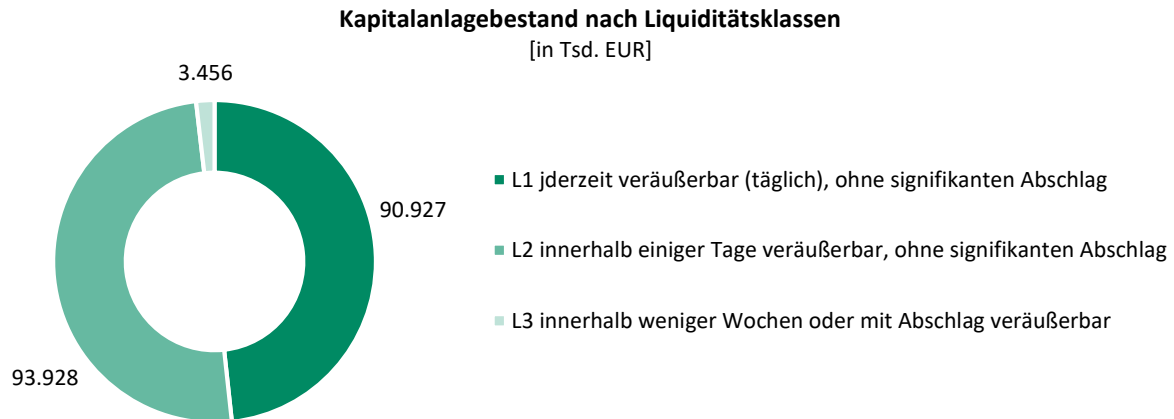 Kapitalanlagebestand nach Liquiditätsklassen
[in Tsd. EUR]
3.456
L1 jderzeit veräußerbar (täglich), ohne signifikanten Abschlag
90.927
L2 innerhalb einiger Tage veräußerbar, ohne signifikanten Abschlag
L3 innerhalb weniger Wochen oder mit Abschlag veräußerbar
93.928